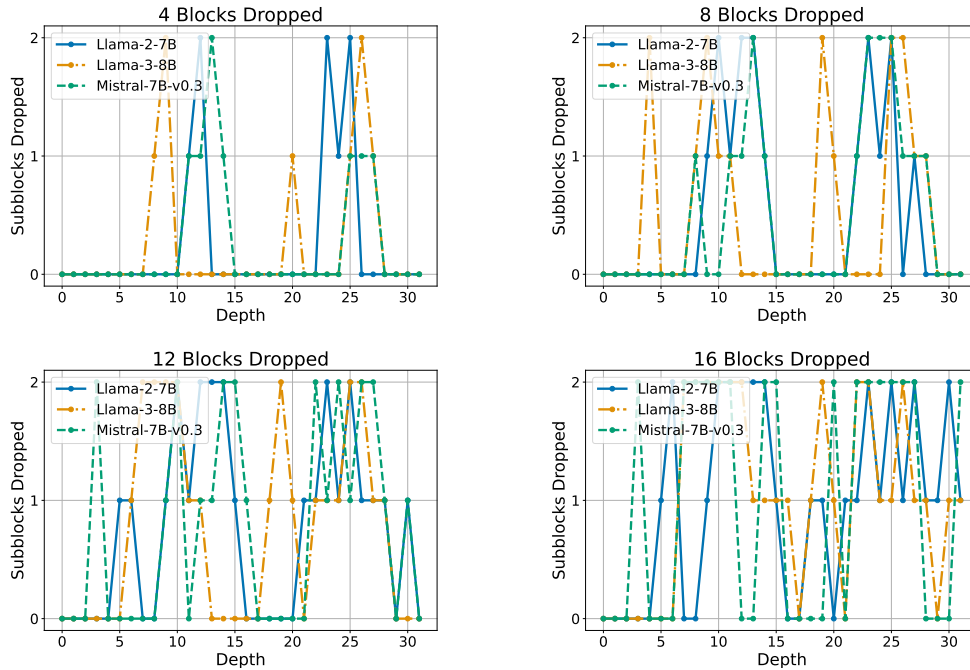 4 Blocks Dropped
Subblocks Dropped
2
1
0
Llama-2-7B
Llama-3-8B
Mistral-7B-v0.3
0 5 10 15 20 25 30
Depth
8 Blocks Dropped
Subblocks Dropped
2
1
0
Llama-2-7B
Llama-3-8B
Mistral-7B-v0.3
0 5 10 15 20 25 30
Depth
12 Blocks Dropped
Subblocks Dropped
2
1
0
Llama-2-7B
Llama-3-8B
Mistral-7B-v0.3
0 5 10 15 20 25 30
Depth
16 Blocks Dropped
Subblocks Dropped
2
1
0
Llama-2-7B
Llama-3-8B
Mistral-7B-v0.3
0 5 10 15 20 25 30
Depth